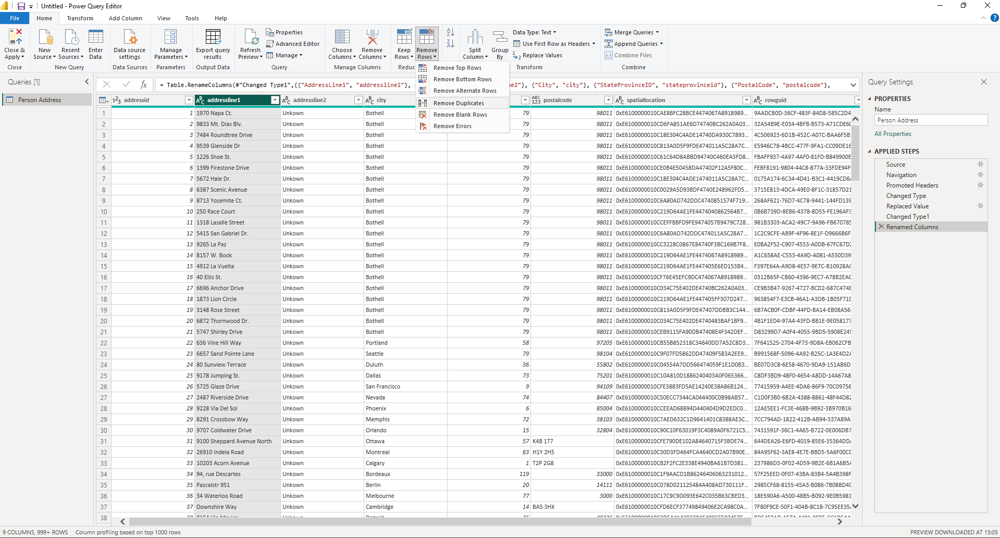 Untitled - Power Query Editor
File Home Transform Add Column View Tools Help
Close & Apply
Close
New Source
Recent Sources
Enter Data
New Query
Data source settings
Data Sources
Manage Parameters
Parameters
Export query results
Output Data
Refresh Preview
Properties
Advanced Editor
Manage
Query
Choose Columns
Remove Columns
Manage Columns
Keep Rows
Remove Rows
Reduc
Split Column
Group By
Data Type: Text
Use First Row as Headers
Replace Values
Transform
Merge Queries
Append Queries
Combine Files
Combine
Remove Top Rows
Remove Bottom Rows
Remove Alternate Rows
Remove Duplicates
Remove Blank Rows
Remove Errors
Queries [1]
Person Address
= Table.RenameColumns(#"Changed Type1",{{"AddressLine1", "addressline1"}, ne2"}, {"City", "city"}, {"StateProvinceID", "stateprovinceid"}, {"PostalCode", "postalcode"},
addressid addressline1 addressline2 city postalcode spatiallocation rowguid
1 1 1970 Napa Ct. Unkown Bothell 79 98011 0xE6100000010CAE8BFC28BCE4474067A8918989... 9AADCB0D-36CF-483F-84D8-585C2D4
2 2 9833 Mt. Dias Blv. Unkown Bothell 79 98011 0xE6100000010CD6FA851AE6D74740BC262A0A03... 32A54B9E-E034-4BFB-B573-A71CDE60
3 3 7484 Roundtree Drive Unkown Bothell 79 98011 0xE6100000010C18E304C4ADE14740DA930C7893... 4C506923-6D1B-452C-A07C-BAA6F5B
4 4 9539 Glenside Dr Unkown Bothell 79 98011 0xE6100000010C813A0D5F9FDE474011A5C28A7C... E5946C78-4BCC-477F-9FA1-CC09DE16
5 5 1226 Shoe St. Unkown Bothell 79 98011 0xE6100000010C61C64D8ABBD94740C460EA3FD8... FBAFF937-4A97-4AF0-81FD-B849900E
6 6 1399 Firestone Drive Unkown Bothell 79 98011 0xE6100000010CE0B4E50458DA47402F12A5F80C... FEBF8191-9804-44C8-877A-33FDE94F
7 7 5672 Hale Dr. Unkown Bothell 79 98011 0xE6100000010C18E304C4ADE1474011A5C28A7C... 0175A174-6C34-4D41-B3C1-4419CD6A
8 8 6387 Scenic Avenue Unkown Bothell 79 98011 0xE6100000010C0029A5D93BDF4740E248962FD5... 3715E813-4DCA-49E0-8F1C-31857D21
9 9 8713 Yosemite Ct. Unkown Bothell 79 98011 0xE6100000010C6A80AD742DDC4740851574F719... 268AF621-76D7-4C78-9441-144FD139
10 10 250 Race Court Unkown Bothell 79 98011 0xE6100000010C219D64AE1FE4474040862564B7... 0B6B739D-8EB6-4378-8D55-FE196AF3
11 11 1318 Lasalle Street Unkown Bothell 79 98011 0xE6100000010CCEFFBBFD9FE9474057B9479C728... 981B3303-ACA2-49C7-9A96-FB670785
12 12 5415 San Gabriel Dr. Unkown Bothell 79 98011 0xE6100000010C6A80AD742DDC474011A5C28A7... 1C2C9CFE-AB9F-4F96-8E1F-D9666B6F
13 13 9265 La Paz Unkown Bothell 79 98011 0xE6100000010CC3228C0867E84740F3BC169B7F8... E0BA2F52-C907-4553-A0DB-67FC67D2
14 14 8157 W. Book Unkown Bothell 79 98011 0xE6100000010C219D64AE1FE4474067A8918989... A1C658AE-C553-4A9D-A081-A550D39
15 15 4912 La Vuelta Unkown Bothell 79 98011 0xE6100000010C219D64AE1FE447405E6ED153B4... F397E64A-A9D8-4E57-9E7C-B10928AC
16 16 40 Ellis St. Unkown Bothell 79 98011 0xE6100000010CF76E45EFC9DC474067A8918989... 0312B65F-CB60-4396-9EC7-A78B2EAC
17 17 6696 Anchor Drive Unkown Bothell 79 98011 0xE6100000010C034C75E402DE4740BC262A0A03... CE9B3B47-9267-4727-BCD2-687C4748
18 18 1873 Lion Circle Unkown Bothell 79 98011 0xE6100000010C219D64AE1FE447405FF307D247... 963854F7-E3CB-46A1-A3DB-1B05F71D
19 19 3148 Rose Street Unkown Bothell 79 98011 0xE6100000010C813A0D5F9FDE47407DDBB3C144... 6B7ACB0F-CDBF-44FD-BA14-EB08A56
20 20 6872 Thornwood Dr. Unkown Bothell 79 98011 0xE6100000010C034C75E402DE4740483BAF1BF9... 4B1F1ED4-97A4-43FD-BB1E-9E058177
21 21 5747 Shirley Drive Unkown Bothell 79 98011 0xE6100000010CEB9115FA90DB47408E4F342DEF... D83299D7-A0F4-4055-9BD5-5908E245
22 22 636 Vine Hill Way Unkown Portland 58 97205 0xE6100000010CB55B852318C34640DD7A52C8D3... 7F641525-2704-4F73-9D8A-EB062CFB
23 23 6657 Sand Pointe Lane Unkown Seattle 79 98104 0xE6100000010C9F07FD5862DD47409F583A2EE9... B991568F-5096-4A92-B25C-1A3E4D2A
24 24 80 Sunview Terrace Unkown Duluth 36 55802 0xE6100000010C04554A7DD566474059F1E1D0B3... BE07D3C8-6E58-4670-9DA9-151AB6D
25 25 9178 Jumping St. Unkown Dallas 73 75201 0xE6100000010C10A810D1886240403A0F065366... C8DF3BD9-48F0-4654-A8DD-14A67A8
26 26 5725 Glaze Drive Unkown San Francisco 9 94109 0xE6100000010CFE3883FD5AE14240E38A86B124... 77415959-A4EE-4DA6-86F9-70C09756
27 27 2487 Riverside Drive Unkown Nevada 74 84407 0xE6100000010C50ECC7344CA044400C0B98AB57... C1D0F3B0-6B2A-4388-8861-48F44D82
28 28 9228 Via Del Sol Unkown Phoenix 6 85004 0xE6100000010CCEEAD68894D440404D9D2EDC0... 12AE5EE1-FC3E-468B-9B92-3B970B16
29 29 8291 Crossbow Way Unkown Memphis 72 38103 0xE6100000010C7AED632C1D9641401C8388AE3C... 7CC794AD-1822-412B-AB94-337A89A
30 30 9707 Coldwater Drive Unkown Orlando 15 32804 0xE6100000010C90C10F63019F3C4089A0F6721C5... 7431591F-36C1-4A65-B722-0E006DB7
31 31 9100 Sheppard Avenue North Unkown Ottawa 57 K4B 1T7 0xE6100000010CFE790DE102A84640715F3BDE74... 644DEA26-E6FD-4019-85E6-35364DD
32 32 26910 Indela Road Unkown Montreal 63 H1Y 2H5 0xE6100000010C30D3FD464FCA4640CD2A07B90E... 84A95F62-3AE8-4E7E-BBD5-5A6F00CD
33 33 10203 Acorn Avenue Unkown Calgary 1 T2P 2G8 0xE6100000010CB2F2FC2E338E4940BA61B7D381... 237986D3-0F02-4D59-9B2E-6B1A6B5A
34 34 94, rue Descartes Unkown Bordeaux 119 33000 0xE6100000010C1F9AACD1B86246406063231012... 57F25EED-0F07-43BA-83B4-5A4B398F
35 35 Pascalstr 951 Unkown Berlin 20 14111 0xE6100000010C078D021125484A408AD730111F... 2985CF68-8155-45A3-B086-7B08BD4D
36 36 34 Waterloo Road Unkown Melbourne 77 3000 0xE6100000010C17C9C9D093E642C035B63CBED3... 18E590A6-A500-48B5-B092-9E0B5981
37 37 Downshire Way Unkown Cambridge 14 BA5 3HX 0xE6100000010CFD6ECF37749849406E2CA98C0A... 7F80F9CE-50F1-404B-8C18-7C95EE35
38
Query Settings
PROPERTIES
Name
Person Address
All Properties
APPLIED STEPS
Source
Navigation
Promoted Headers
Changed Type
Replaced Value
Changed Type1
Renamed Columns
9 COLUMNS, 999+ ROWS Column profiling based on top 1000 rows PREVIEW DOWNLOADED AT 15:05